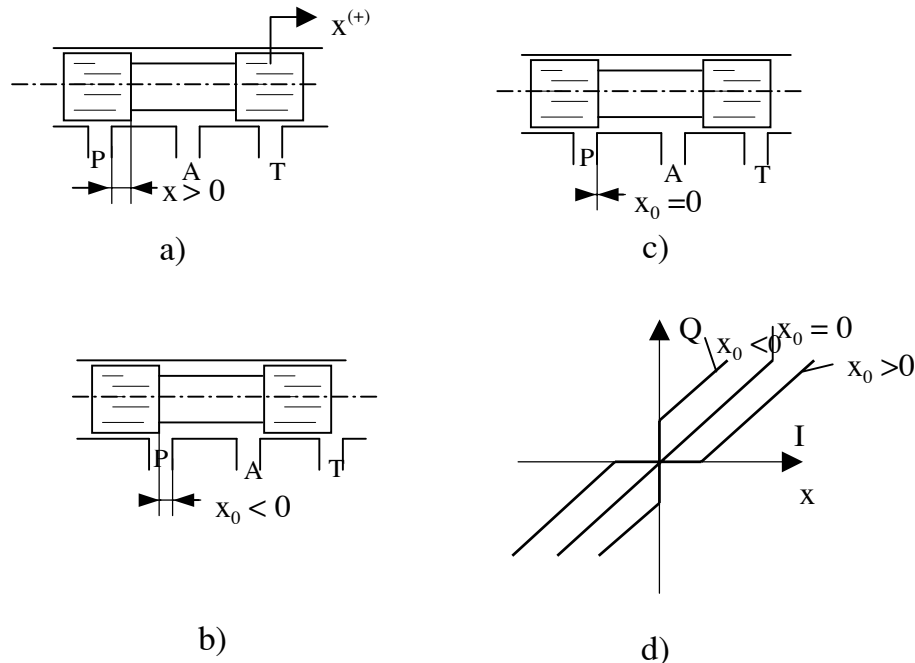 x(+)
P
A
T
x > 0
a)
P
A
T
x₀ =0
c)
P
A
T
x₀ < 0
b)
Q
x₀ <0
x₀ = 0
x₀ >0
I
x
d)